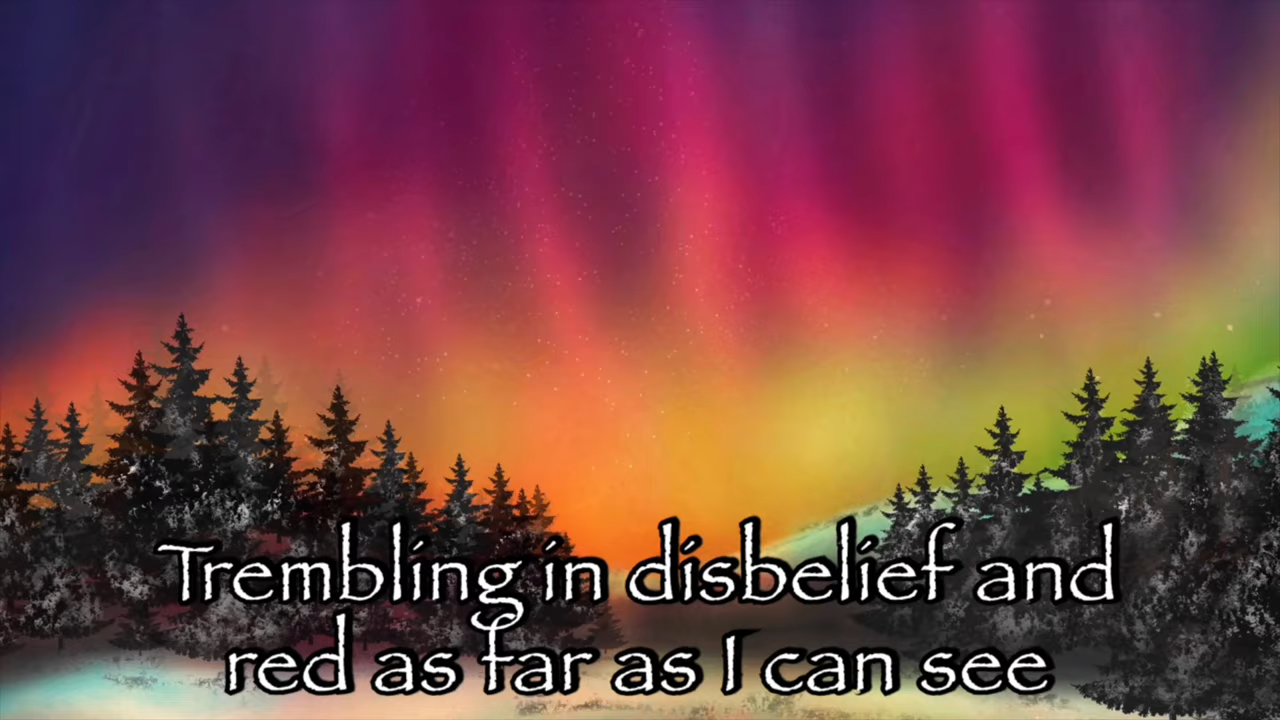 Trembling in disbelief and
red as far as I can see